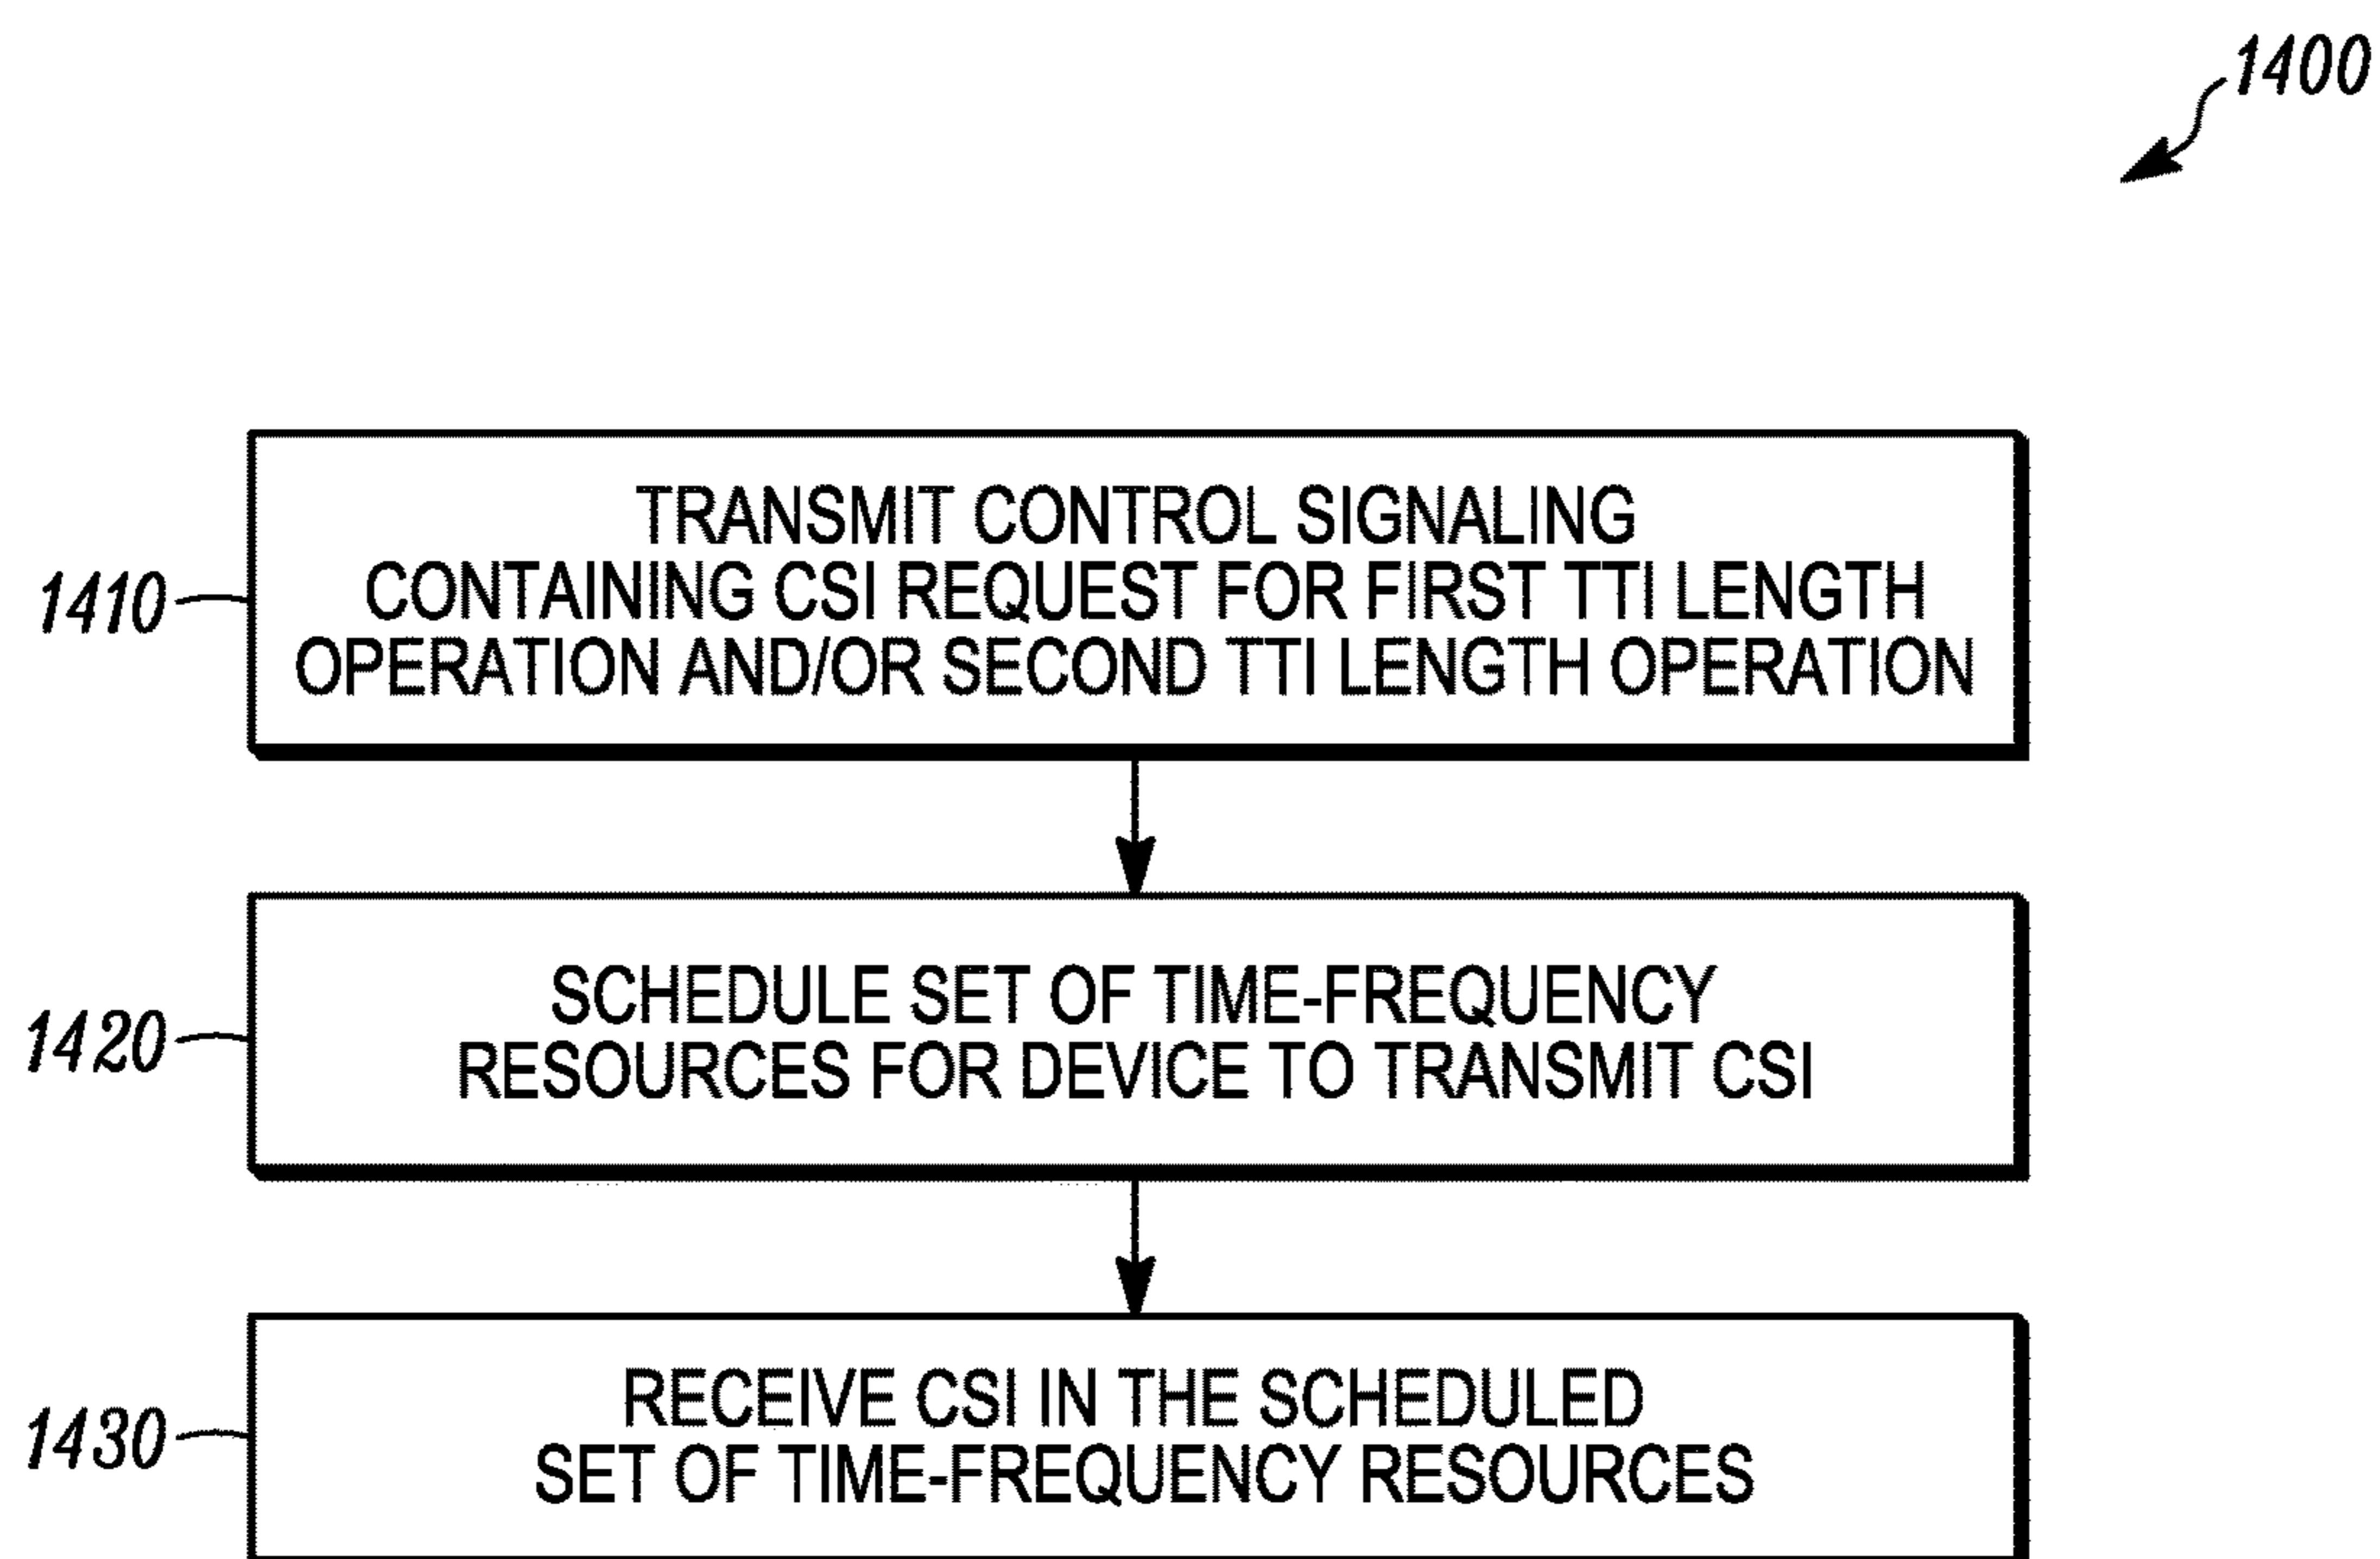 1400
TRANSMIT CONTROL SIGNALING
CONTAINING CSI REQUEST FOR FIRST TTI LENGTH
1410
OPERATION AND/OR SECOND TTI LENGTH OPERATION
SCHEDULE SET OF TIME-FREQUENCY
1420
RESOURCES FOR DEVICE TO TRANSMIT CSI
RECEIVE CSI IN THE SCHEDULED
1430
SET OF TIME-FREQUENCY RESOURCES